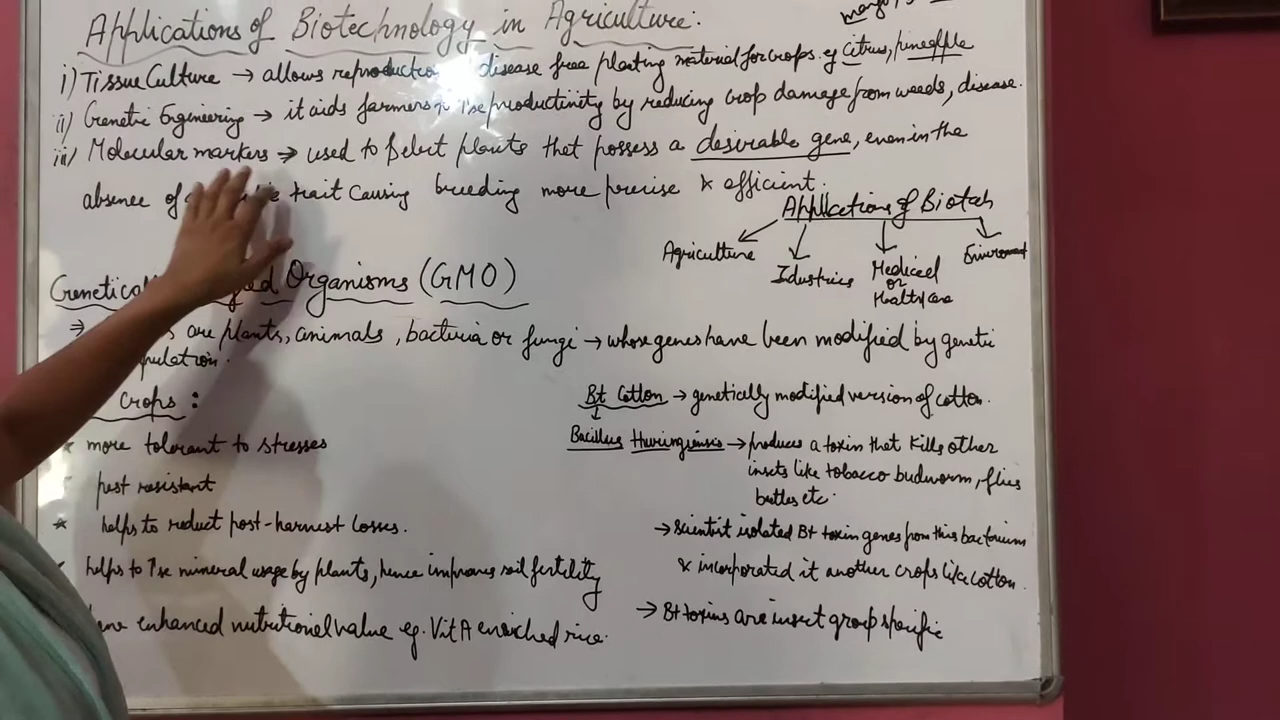 Applications of Biotechnology in Agriculture:
i) Tissue Culture → allows reproduction disease free planting material for crops. eg citrus, pineapple
ii) Genetic Engineering → it aids farmers ↑se productivity by reducing crop damage from weeds, disease.
iii) Molecular markers → used to select plants that possess a desirable gene, even in the
absence of trait causing breeding more precise & efficient.
Applications of Biotech
Agriculture
Industries
Medical
or
Healthcare
Enviroment
Organisms (GMO)
⇒ are plants, animals, bacteria or fungi → whose genes have been modified by genetic
Crops:
* more tolerant to stresses
pest resistant
* helps to reduct post-harvest losses.
helps to ↑se mineral usage by plants, hence improves soil fertility
enhanced nutritional value eg. Vit A enriched rice.
Bt Cotton → genetically modified version of cotton.
↓
Bacillus → produces a toxin that kills other
insects like tobacco budworm, flies
beetles etc.
→ scientist isolated Bt toxin genes from this bacterium
& incorporated it another crops like cotton.
→ Bt toxins are insect group specific